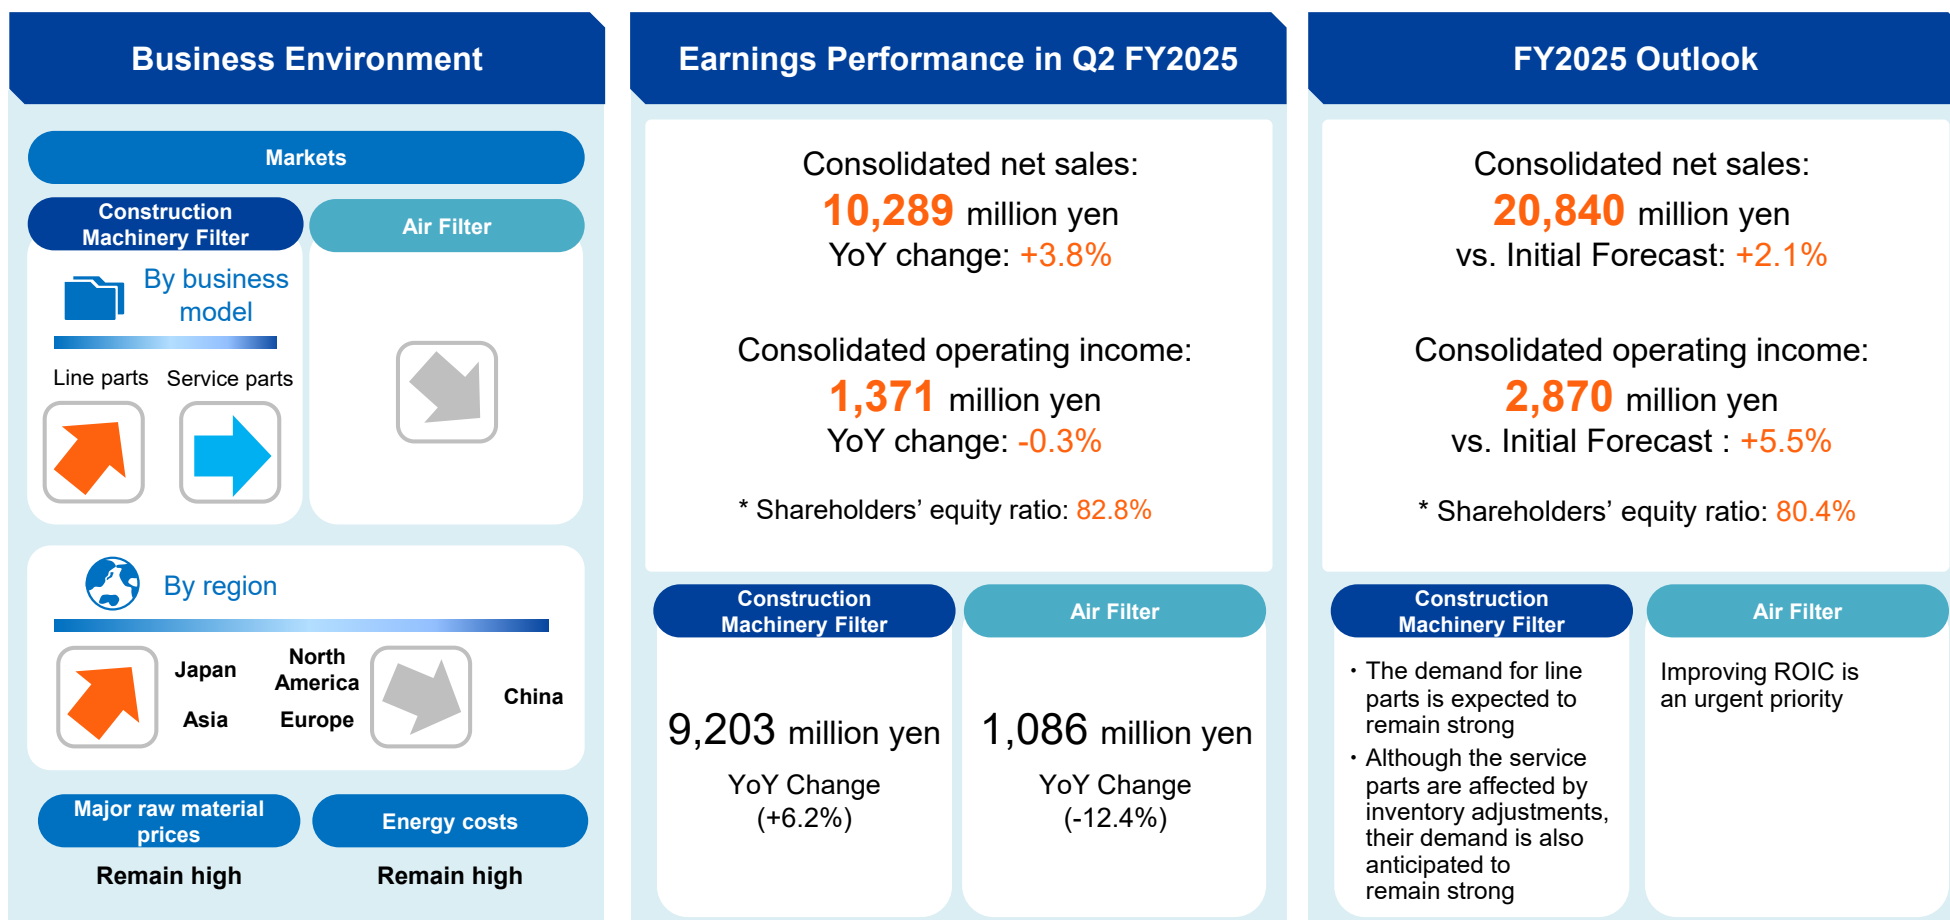 Business Environment
Markets
Construction
Machinery Filter
Air Filter
By business
model
Line parts
Service parts
By region
Japan
North
America
Asia
Europe
China
Major raw material
prices
Energy costs
Remain high
Remain high
Earnings Performance in Q2 FY2025
Consolidated net sales:
10,289 million yen
YoY change: +3.8%
Consolidated operating income:
1,371 million yen
YoY change: -0.3%
* Shareholders’ equity ratio: 82.8%
Construction
Machinery Filter
9,203 million yen
YoY Change
(+6.2%)
Air Filter
1,086 million yen
YoY Change
(-12.4%)
FY2025 Outlook
Consolidated net sales:
20,840 million yen
vs. Initial Forecast: +2.1%
Consolidated operating income:
2,870 million yen
vs. Initial Forecast : +5.5%
* Shareholders’ equity ratio: 80.4%
Construction
Machinery Filter
・The demand for line
parts is expected to
remain strong
・Although the service
parts are affected by
inventory adjustments,
their demand is also
anticipated to
remain strong
Air Filter
Improving ROIC is
an urgent priority